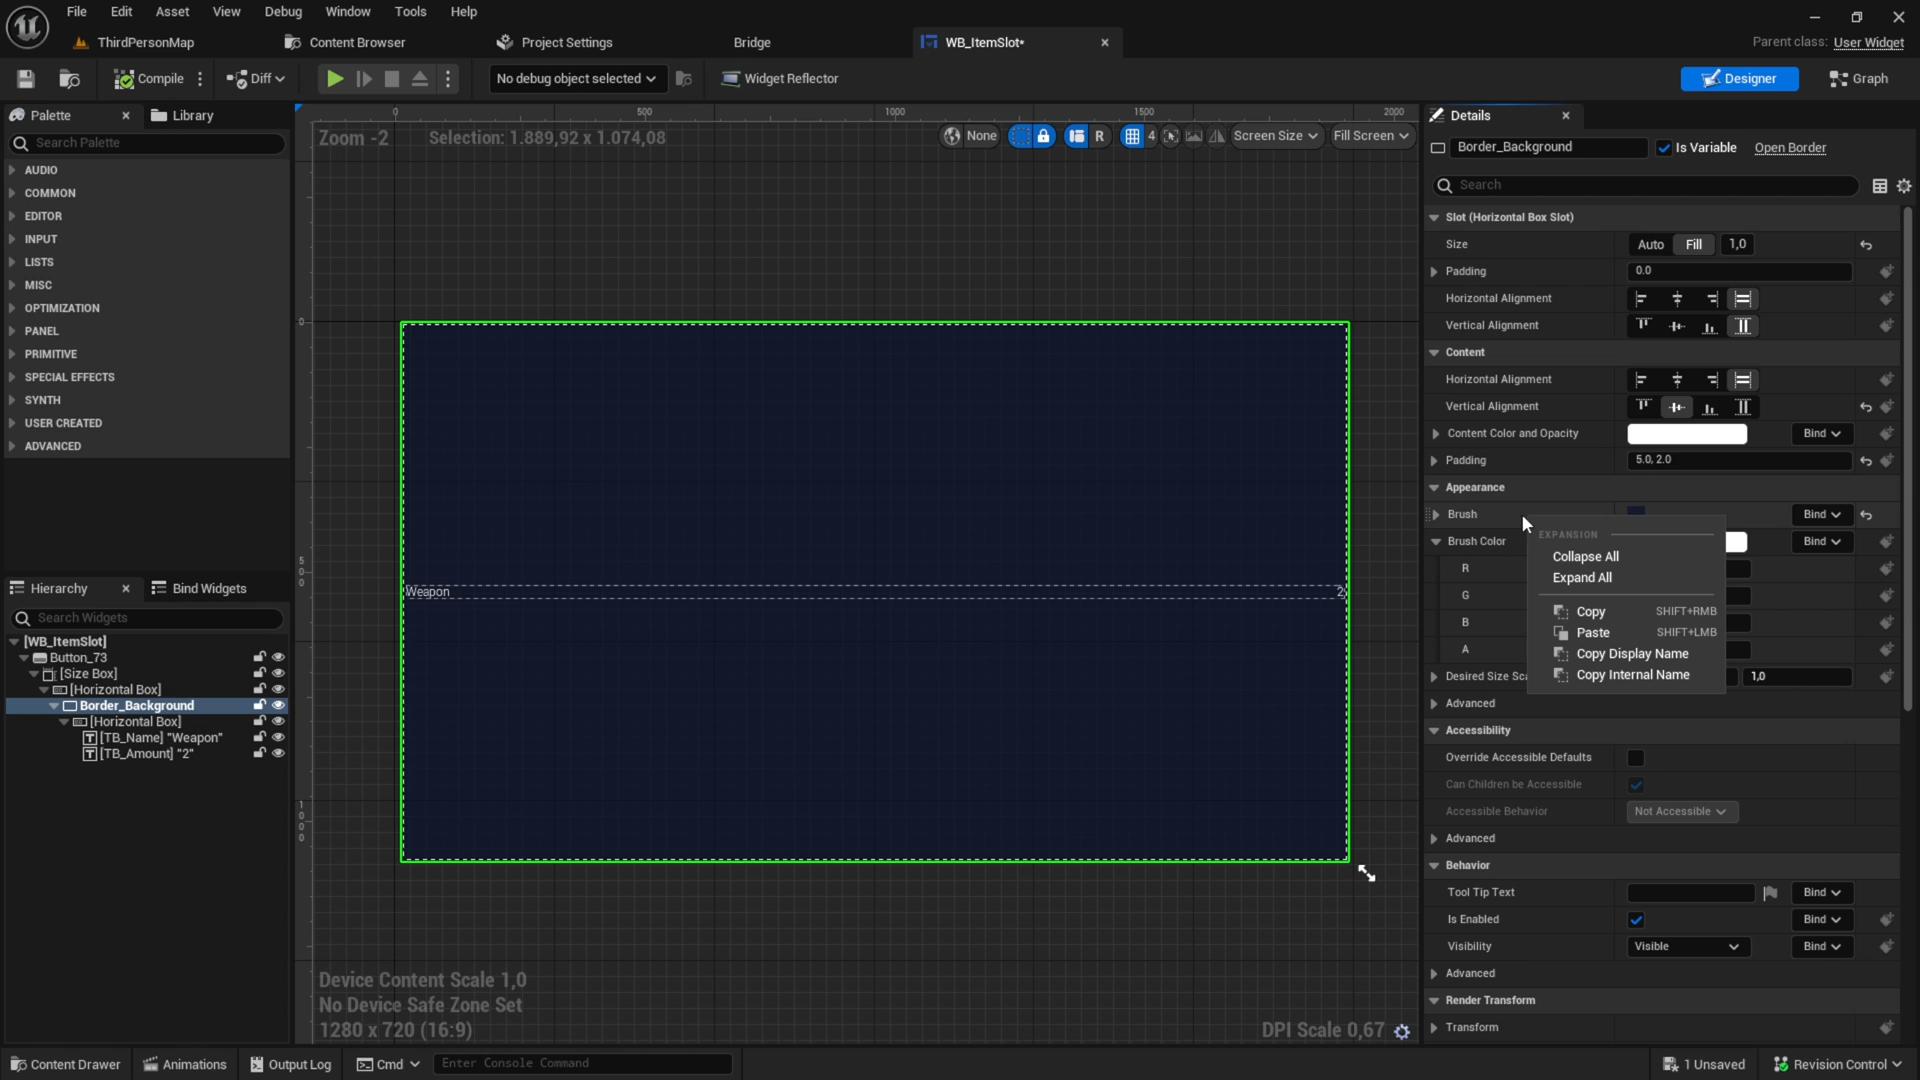 File Edit Asset View Debug Window Tools Help
ThirdPersonMap Content Browser Project Settings Bridge WB_ItemSlot* Parent class: User Widget
Compile Diff No debug object selected Widget Reflector Designer Graph
Palette Library
Search Palette
AUDIO
COMMON
EDITOR
INPUT
LISTS
MISC
OPTIMIZATION
PANEL
PRIMITIVE
SPECIAL EFFECTS
SYNTH
USER CREATED
ADVANCED
Hierarchy Bind Widgets
Search Widgets
[WB_ItemSlot]
Button_73
[Size Box]
[Horizontal Box]
Border_Background
[Horizontal Box]
[TB_Name] "Weapon"
[TB_Amount] "2"
0 500 1000 1500 2000
Zoom -2 Selection: 1.889,92 x 1.074,08 None R 4 Screen Size Fill Screen
0
500
1000
Weapon 2
Device Content Scale 1,0
No Device Safe Zone Set
1280 x 720 (16:9) DPI Scale 0,67
Details
Border_Background Is Variable Open Border
Search
Slot (Horizontal Box Slot)
Size Auto Fill 1,0
Padding 0.0
Horizontal Alignment
Vertical Alignment
Content
Horizontal Alignment
Vertical Alignment
Content Color and Opacity Bind
Padding 5.0, 2.0
Appearance
Brush Bind
Brush Color Bind
R
G
B
A
Desired Size Sca 1,0
EXPANSION
Collapse All
Expand All
Copy SHIFT+RMB
Paste SHIFT+LMB
Copy Display Name
Copy Internal Name
Advanced
Accessibility
Override Accessible Defaults
Can Children be Accessible
Accessible Behavior Not Accessible
Advanced
Behavior
Tool Tip Text Bind
Is Enabled Bind
Visibility Visible Bind
Advanced
Render Transform
Transform
Content Drawer Animations Output Log Cmd Enter Console Command 1 Unsaved Revision Control